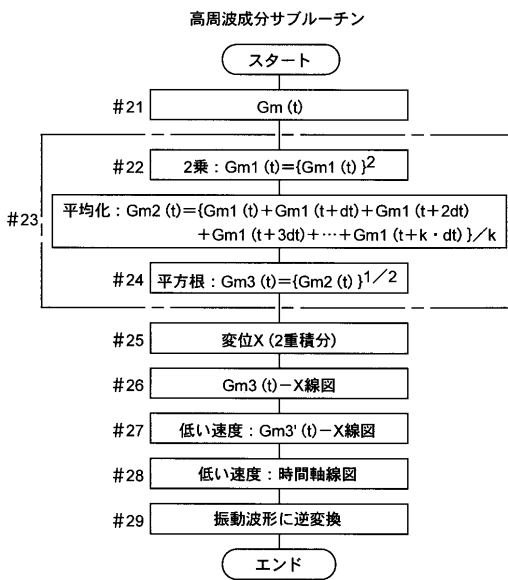 高周波成分サブルーチン
スタート
#21 Gm (t)
#22 2乗：Gm1 (t)={Gm1 (t) }2
#23 平均化：Gm2 (t)={Gm1 (t)+Gm1 (t+dt)+Gm1 (t+2dt)
+Gm1 (t+3dt)+…+Gm1 (t+k・dt) }／k
#24 平方根：Gm3 (t)={Gm2 (t) }1／2
#25 変位X (2重積分)
#26 Gm3 (t)－X線図
#27 低い速度：Gm3' (t)－X線図
#28 低い速度：時間軸線図
#29 振動波形に逆変換
エンド